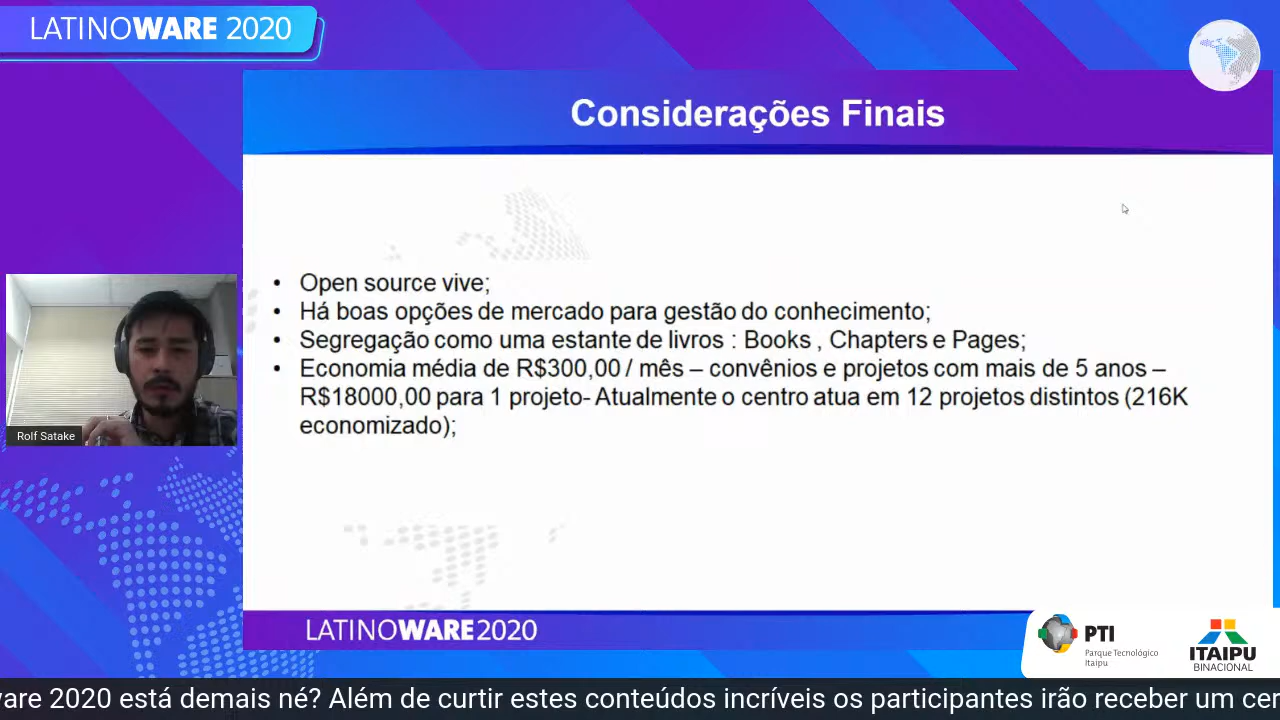 LATINOWARE 2020
Considerações Finais
• Open source vive;
• Há boas opções de mercado para gestão do conhecimento;
• Segregação como uma estante de livros : Books , Chapters e Pages;
• Economia média de R$300,00 / mês – convênios e projetos com mais de 5 anos –
R$18000,00 para 1 projeto- Atualmente o centro atua em 12 projetos distintos (216K
economizado);
Rolf Satake
LATINOWARE2020
PTI
Parque Tecnológico
Itaipu
ITAIPU
BINACIONAL
ware 2020 está demais né? Além de curtir estes conteúdos incríveis os participantes irão receber um cer